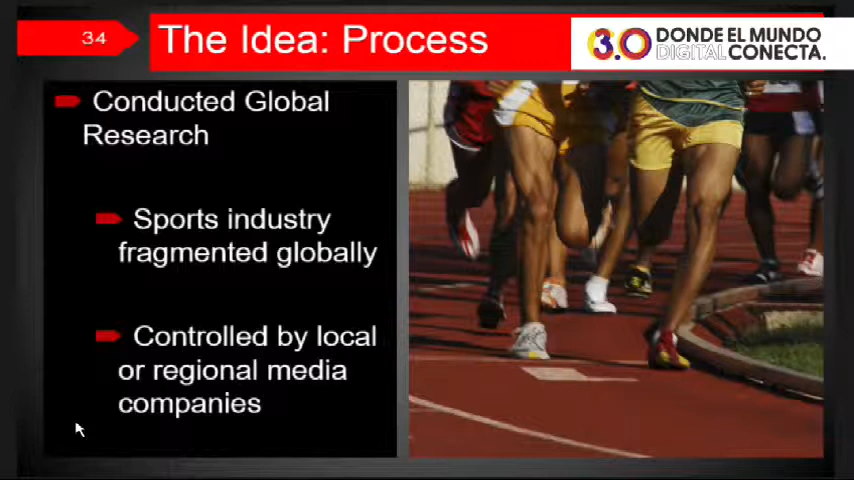 34
The Idea: Process
3.0 DONDE EL MUNDO
DIGITAL CONECTA.
Conducted Global
Research
Sports industry
fragmented globally
Controlled by local
or regional media
companies